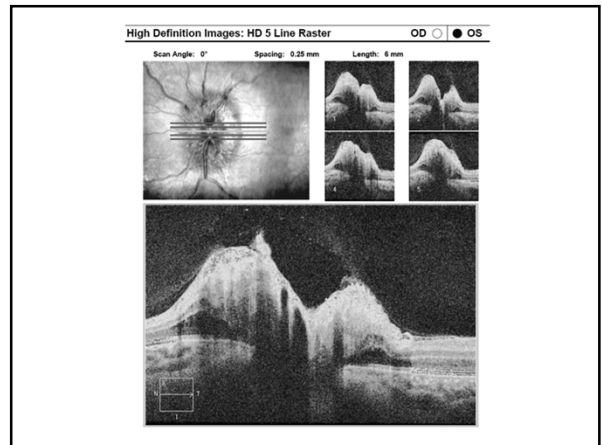 High Definition Images: HD 5 Line Raster OD OS
Scan Angle: 0° Spacing: 0.25 mm Length: 6 mm
N T
I